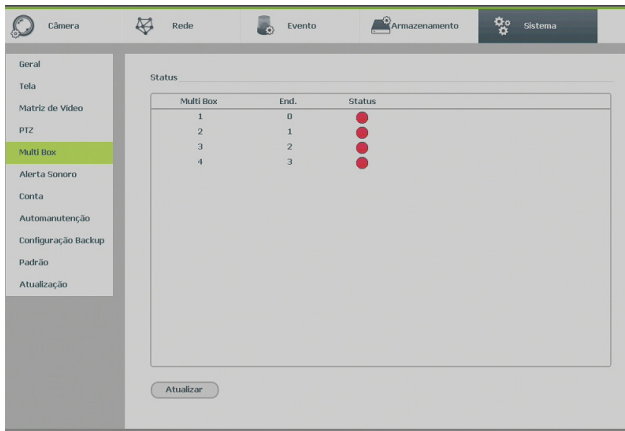 Câmera Rede Evento Armazenamento Sistema
Geral
Tela
Matriz de Vídeo
PTZ
Multi Box
Alerta Sonoro
Conta
Automanutenção
Configuração Backup
Padrão
Atualização
Status
Multi Box End. Status
1 0
2 1
3 2
4 3
Atualizar